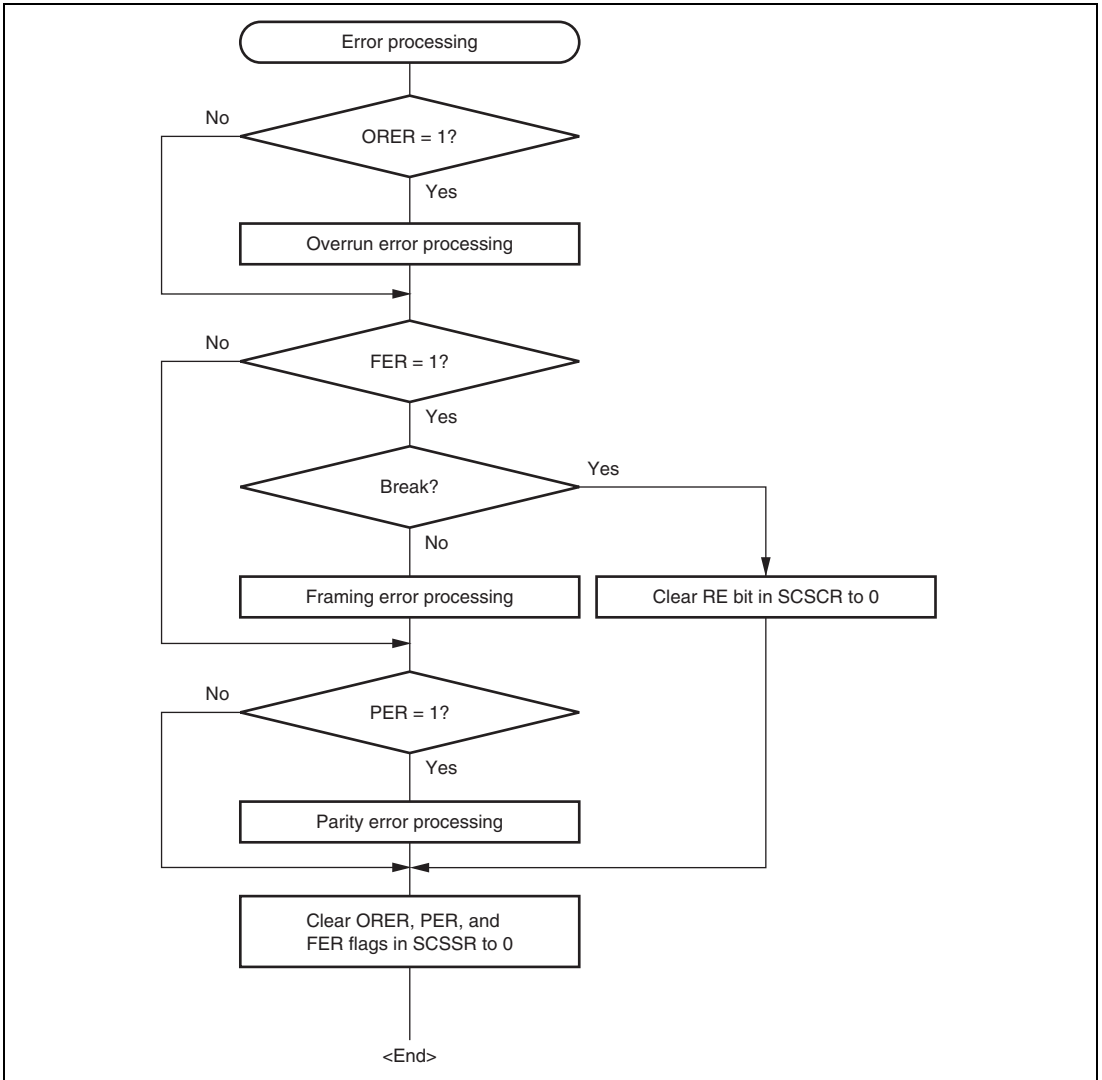 Error processing
No
ORER = 1?
Yes
Overrun error processing
No
FER = 1?
Yes
Yes
Break?
No
Framing error processing
Clear RE bit in SCSCR to 0
No
PER = 1?
Yes
Parity error processing
Clear ORER, PER, and
FER flags in SCSSR to 0
<End>